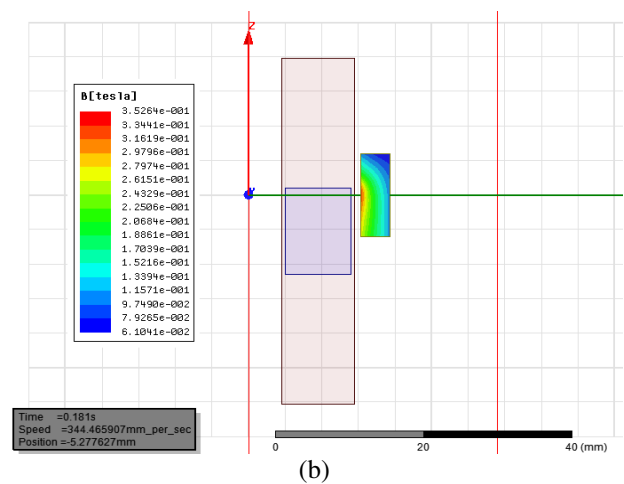 Z
B[tesla]
3.5264e-001
3.3441e-001
3.1619e-001
2.9796e-001
2.7974e-001
2.6151e-001
2.4329e-001
2.2506e-001
2.0684e-001
1.8861e-001
1.7039e-001
1.5216e-001
1.3394e-001
1.1571e-001
9.7490e-002
7.9265e-002
6.1041e-002
Time =0.181s
Speed =344.465907mm_per_sec
Position =-5.277627mm
0 20 40 (mm)
(b)